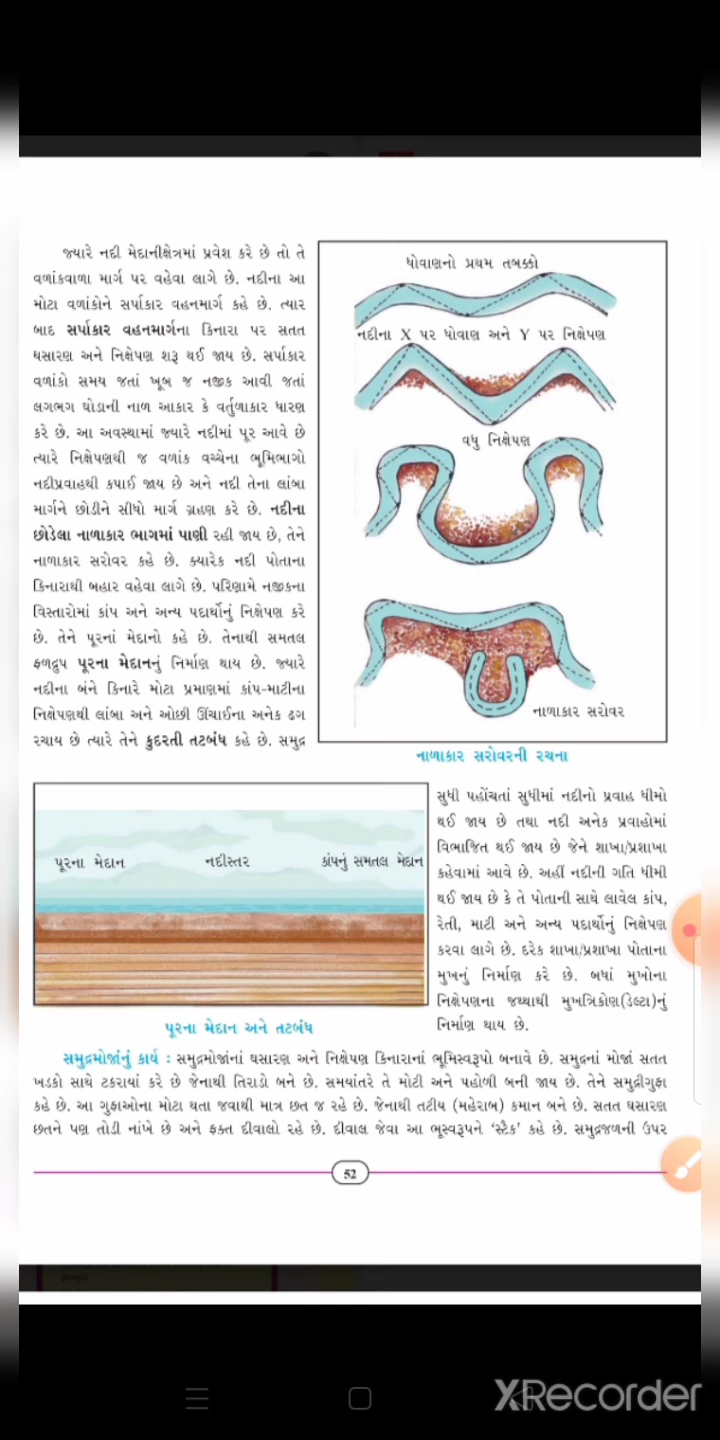 જ્યારે નદી મેદાનીક્ષેત્રમાં પ્રવેશ કરે છે તો તે
વળાંકવાળા માર્ગ પર વહેવા લાગે છે. નદીના આ
મોટા વળાંકોને સર્પાકાર વહનમાર્ગ કહે છે. ત્યાર
બાદ સર્પાકાર વહનમાર્ગના કિનારા પર સતત
ઘસારણ અને નિક્ષેપણ શરૂ થઈ જાય છે. સર્પાકાર
વળાંકો સમય જતાં ખૂબ જ નજીક આવી જતાં
લગભગ ઘોડાની નાળ આકાર કે વર્તુળાકાર ધારણ
કરે છે. આ અવસ્થામાં જ્યારે નદીમાં પૂર આવે છે
ત્યારે નિક્ષેપણથી જ વળાંક વચ્ચેના ભૂમિભાગો
નદીપ્રવાહથી કપાઈ જાય છે અને નદી તેના લાંબા
માર્ગને છોડીને સીધો માર્ગ ગ્રહણ કરે છે. નદીના
છોડેલા નાળાકાર ભાગમાં પાણી રહી જાય છે, તેને
નાળાકાર સરોવર કહે છે. ક્યારેક નદી પોતાના
કિનારાથી બહાર વહેવા લાગે છે. પરિણામે નજીકના
વિસ્તારોમાં કાંપ અને અન્ય પદાર્થોનું નિક્ષેપણ કરે
છે. તેને પૂરનાં મેદાનો કહે છે. તેનાથી સમતલ
ફળદ્રુપ પૂરના મેદાનનું નિર્માણ થાય છે. જ્યારે
નદીના બંને કિનારે મોટા પ્રમાણમાં કાંપ-માટીના
નિક્ષેપણથી લાંબા અને ઓછી ઊંચાઈના અનેક ઢગ
રચાય છે ત્યારે તેને કુદરતી તટબંધ કહે છે. સમુદ્ર
ધોવાણનો પ્રથમ તબક્કો
નદીના X પર ધોવાણ અને Y પર નિક્ષેપણ
વધુ નિક્ષેપણ
નાળાકાર સરોવર
નાળાકાર સરોવરની રચના
પૂરના મેદાન નદીસ્તર કાંપનું સમતલ મેદાન
પૂરના મેદાન અને તટબંધ
સુધી પહોંચતાં સુધીમાં નદીનો પ્રવાહ ધીમો
થઈ જાય છે તથા નદી અનેક પ્રવાહોમાં
વિભાજિત થઈ જાય છે જેને શાખા/પ્રશાખા
કહેવામાં આવે છે. અહીં નદીની ગતિ ધીમી
થઈ જાય છે કે તે પોતાની સાથે લાવેલ કાંપ,
રેતી, માટી અને અન્ય પદાર્થોનું નિક્ષેપણ
કરવા લાગે છે. દરેક શાખા/પ્રશાખા પોતાના
મુખનું નિર્માણ કરે છે. બધાં મુખોના
નિક્ષેપણના જથ્થાથી મુખત્રિકોણ(ડેલ્ટા)નું
નિર્માણ થાય છે.
સમુદ્રમોજાંનું કાર્ય : સમુદ્રમોજાંનાં ઘસારણ અને નિક્ષેપણ કિનારાનાં ભૂમિસ્વરૂપો બનાવે છે. સમુદ્રનાં મોજાં સતત
ખડકો સાથે ટકરાયાં કરે છે જેનાથી તિરાડો બને છે. સમયાંતરે તે મોટી અને પહોળી બની જાય છે. તેને સમુદ્રીગુફા
કહે છે. આ ગુફાઓના મોટા થતા જવાથી માત્ર છત જ રહે છે. જેનાથી તટીય (મહેરાબ) કમાન બને છે. સતત ઘસારણ
છતને પણ તોડી નાંખે છે અને ફક્ત દીવાલો રહે છે. દીવાલ જેવા આ ભૂસ્વરૂપને ‘સ્ટૅક’ કહે છે. સમુદ્રજળની ઉપર
52
XRecorder